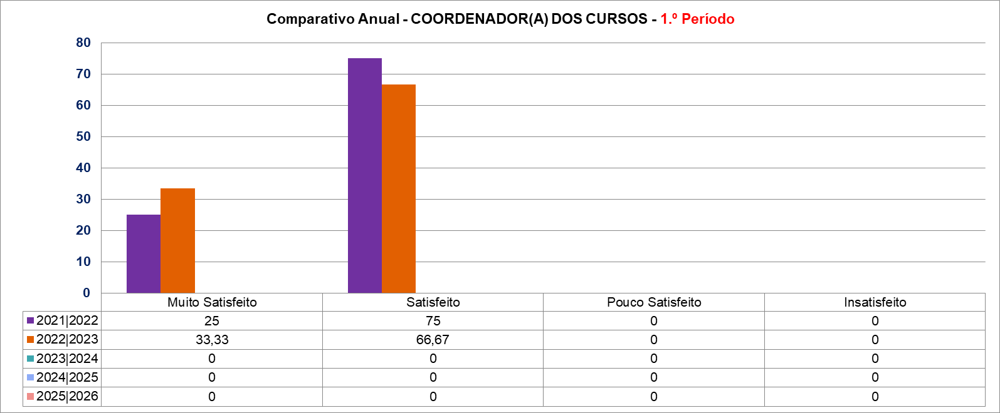 Comparativo Anual - COORDENADOR(A) DOS CURSOS - 1.º Período
80
70
60
50
40
30
20
10
0
Muito Satisfeito Satisfeito Pouco Satisfeito Insatisfeito
2021|2022 25 75 0 0
2022|2023 33,33 66,67 0 0
2023|2024 0 0 0 0
2024|2025 0 0 0 0
2025|2026 0 0 0 0